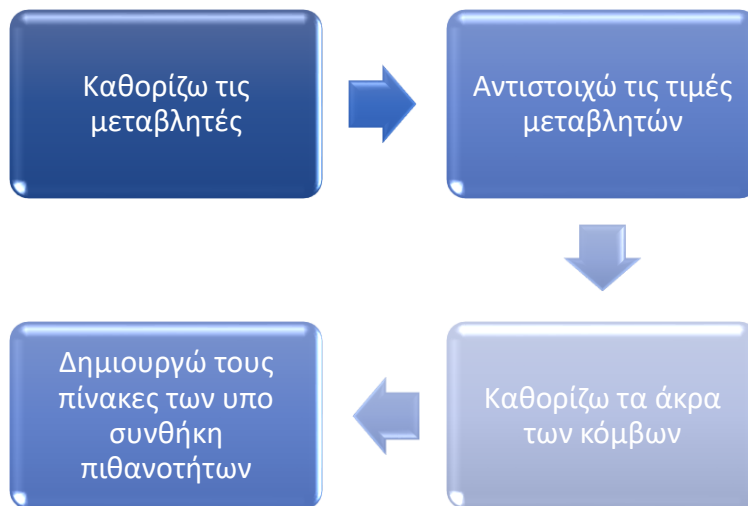 Καθορίζω τις
μεταβλητές
Αντιστοιχώ τις τιμές
μεταβλητών
Καθορίζω τα άκρα
των κόμβων
Δημιουργώ τους
πίνακες των υπο
συνθήκη
πιθανοτήτων